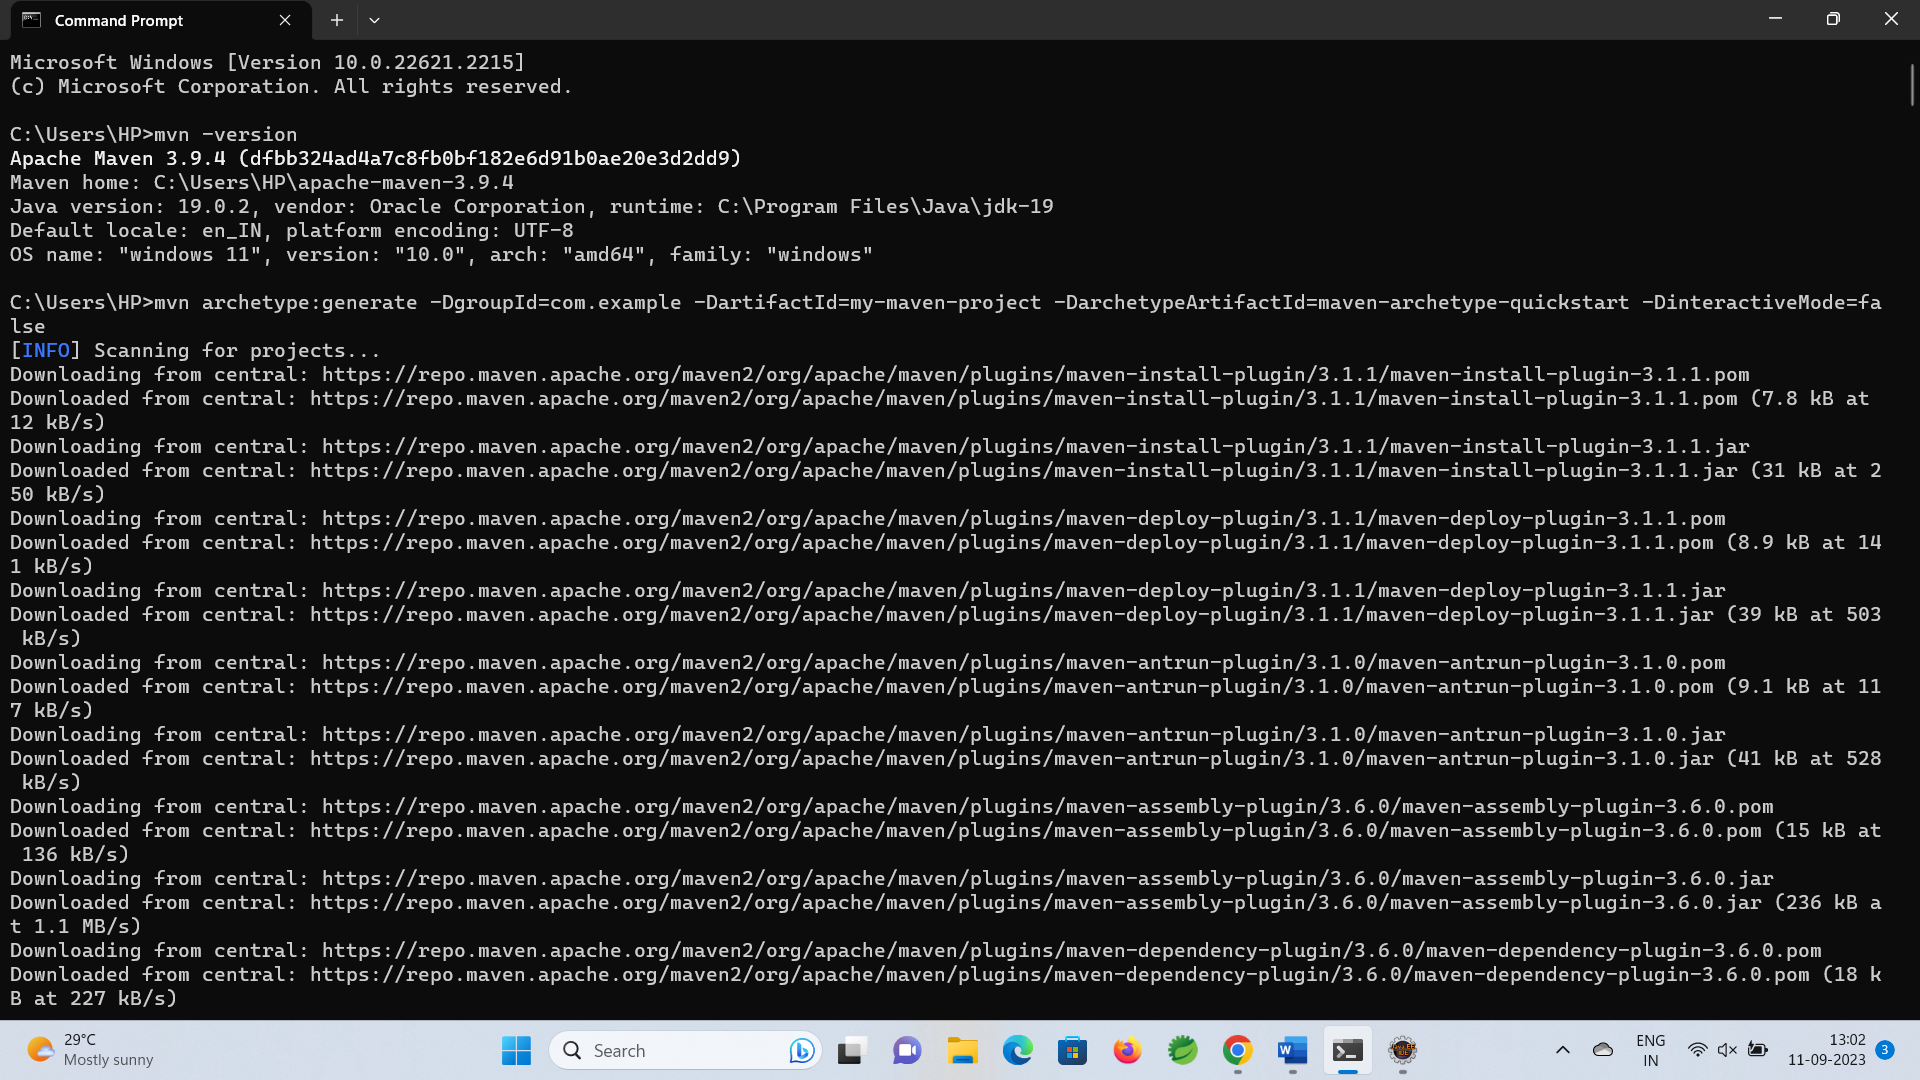 Command Prompt
Microsoft Windows [Version 10.0.22621.2215]
(c) Microsoft Corporation. All rights reserved.
C:\Users\HP>mvn -version
Apache Maven 3.9.4 (dfbb324ad4a7c8fb0bf182e6d91b0ae20e3d2dd9)
Maven home: C:\Users\HP\apache-maven-3.9.4
Java version: 19.0.2, vendor: Oracle Corporation, runtime: C:\Program Files\Java\jdk-19
Default locale: en_IN, platform encoding: UTF-8
OS name: "windows 11", version: "10.0", arch: "amd64", family: "windows"
C:\Users\HP>mvn archetype:generate -DgroupId=com.example -DartifactId=my-maven-project -DarchetypeArtifactId=maven-archetype-quickstart -DinteractiveMode=fa
lse
[INFO] Scanning for projects...
Downloading from central: https://repo.maven.apache.org/maven2/org/apache/maven/plugins/maven-install-plugin/3.1.1/maven-install-plugin-3.1.1.pom
Downloaded from central: https://repo.maven.apache.org/maven2/org/apache/maven/plugins/maven-install-plugin/3.1.1/maven-install-plugin-3.1.1.pom (7.8 kB at
12 kB/s)
Downloading from central: https://repo.maven.apache.org/maven2/org/apache/maven/plugins/maven-install-plugin/3.1.1/maven-install-plugin-3.1.1.jar
Downloaded from central: https://repo.maven.apache.org/maven2/org/apache/maven/plugins/maven-install-plugin/3.1.1/maven-install-plugin-3.1.1.jar (31 kB at 2
50 kB/s)
Downloading from central: https://repo.maven.apache.org/maven2/org/apache/maven/plugins/maven-deploy-plugin/3.1.1/maven-deploy-plugin-3.1.1.pom
Downloaded from central: https://repo.maven.apache.org/maven2/org/apache/maven/plugins/maven-deploy-plugin/3.1.1/maven-deploy-plugin-3.1.1.pom (8.9 kB at 14
1 kB/s)
Downloading from central: https://repo.maven.apache.org/maven2/org/apache/maven/plugins/maven-deploy-plugin/3.1.1/maven-deploy-plugin-3.1.1.jar
Downloaded from central: https://repo.maven.apache.org/maven2/org/apache/maven/plugins/maven-deploy-plugin/3.1.1/maven-deploy-plugin-3.1.1.jar (39 kB at 503
 kB/s)
Downloading from central: https://repo.maven.apache.org/maven2/org/apache/maven/plugins/maven-antrun-plugin/3.1.0/maven-antrun-plugin-3.1.0.pom
Downloaded from central: https://repo.maven.apache.org/maven2/org/apache/maven/plugins/maven-antrun-plugin/3.1.0/maven-antrun-plugin-3.1.0.pom (9.1 kB at 11
7 kB/s)
Downloading from central: https://repo.maven.apache.org/maven2/org/apache/maven/plugins/maven-antrun-plugin/3.1.0/maven-antrun-plugin-3.1.0.jar
Downloaded from central: https://repo.maven.apache.org/maven2/org/apache/maven/plugins/maven-antrun-plugin/3.1.0/maven-antrun-plugin-3.1.0.jar (41 kB at 528
 kB/s)
Downloading from central: https://repo.maven.apache.org/maven2/org/apache/maven/plugins/maven-assembly-plugin/3.6.0/maven-assembly-plugin-3.6.0.pom
Downloaded from central: https://repo.maven.apache.org/maven2/org/apache/maven/plugins/maven-assembly-plugin/3.6.0/maven-assembly-plugin-3.6.0.pom (15 kB at
 136 kB/s)
Downloading from central: https://repo.maven.apache.org/maven2/org/apache/maven/plugins/maven-assembly-plugin/3.6.0/maven-assembly-plugin-3.6.0.jar
Downloaded from central: https://repo.maven.apache.org/maven2/org/apache/maven/plugins/maven-assembly-plugin/3.6.0/maven-assembly-plugin-3.6.0.jar (236 kB a
t 1.1 MB/s)
Downloading from central: https://repo.maven.apache.org/maven2/org/apache/maven/plugins/maven-dependency-plugin/3.6.0/maven-dependency-plugin-3.6.0.pom
Downloaded from central: https://repo.maven.apache.org/maven2/org/apache/maven/plugins/maven-dependency-plugin/3.6.0/maven-dependency-plugin-3.6.0.pom (18 k
B at 227 kB/s)
29°C
Mostly sunny
Search
ENG
IN
13:02
11-09-2023
3